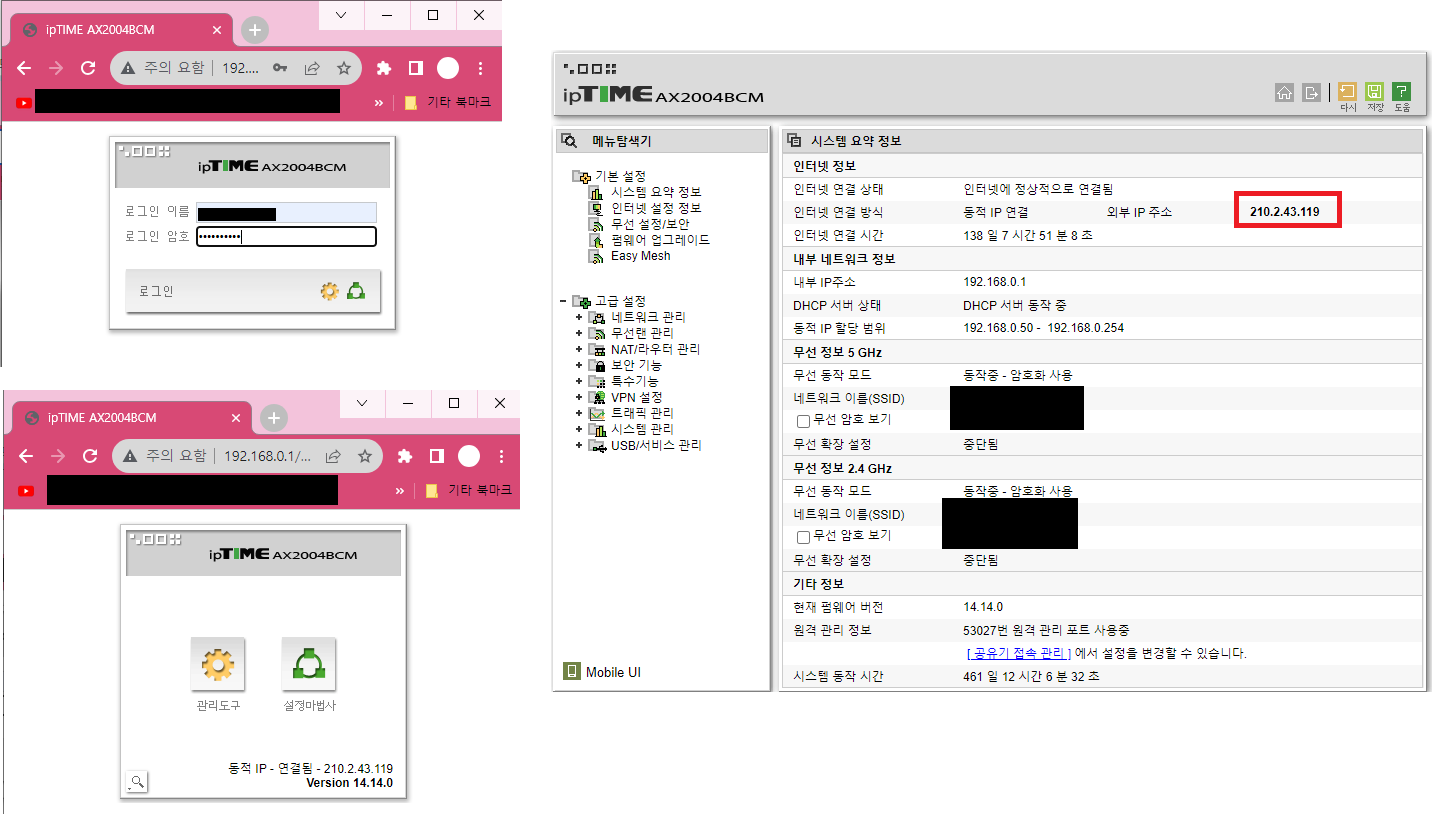 ipTIME AX2004BCM
주의 요함
192....
기타 북마크
ipTIME AX2004BCM
로그인 이름
로그인 암호 ••••••••••
로그인
ipTIME AX2004BCM
주의 요함
192.168.0.1/...
기타 북마크
ipTIME AX2004BCM
관리도구 설정마법사
동적 IP - 연결됨 - 210.2.43.119
Version 14.14.0
ipTIME AX2004BCM
다시 저장 도움
메뉴탐색기
기본 설정
시스템 요약 정보
인터넷 설정 정보
무선 설정/보안
펌웨어 업그레이드
Easy Mesh
고급 설정
네트워크 관리
무선랜 관리
NAT/라우터 관리
보안 기능
특수기능
VPN 설정
트래픽 관리
시스템 관리
USB/서비스 관리
Mobile UI
시스템 요약 정보
인터넷 정보
인터넷 연결 상태 인터넷에 정상적으로 연결됨
인터넷 연결 방식 동적 IP 연결 외부 IP 주소 210.2.43.119
인터넷 연결 시간 138 일 7 시간 51 분 8 초
내부 네트워크 정보
내부 IP주소 192.168.0.1
DHCP 서버 상태 DHCP 서버 동작 중
동적 IP 할당 범위 192.168.0.50 - 192.168.0.254
무선 정보 5 GHz
무선 동작 모드 동작중 - 암호화 사용
네트워크 이름(SSID)
무선 암호 보기
무선 확장 설정 중단됨
무선 정보 2.4 GHz
무선 동작 모드 동작중 - 암호화 사용
네트워크 이름(SSID)
무선 암호 보기
무선 확장 설정 중단됨
기타 정보
현재 펌웨어 버전 14.14.0
원격 관리 정보 53027번 원격 관리 포트 사용중
[ 공유기 접속 관리 ] 에서 설정을 변경할 수 있습니다.
시스템 동작 시간 461 일 12 시간 6 분 32 초